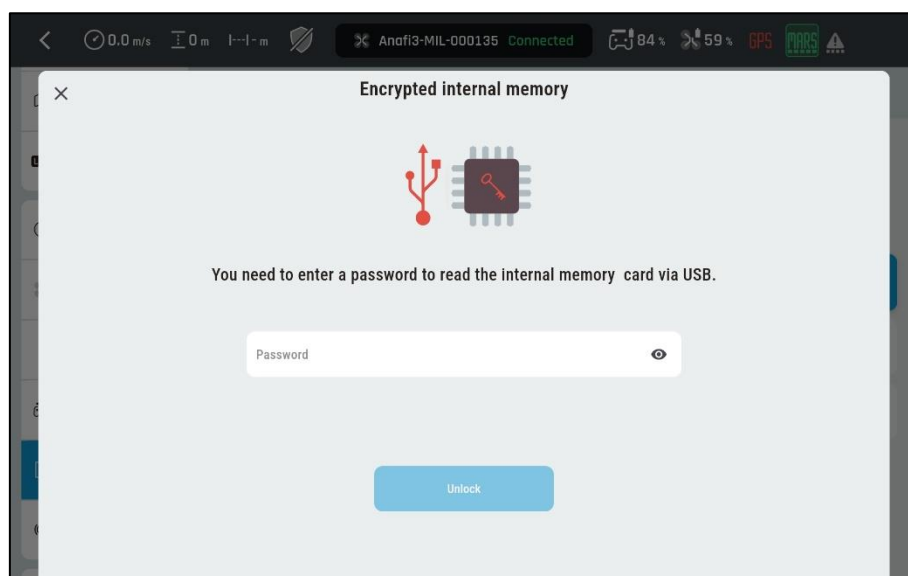 0.0 m/s 0 m - m Anafi3-MIL-000135 Connected 84 % 59 % GPS MARS
Encrypted internal memory
You need to enter a password to read the internal memory card via USB.
Password
Unlock